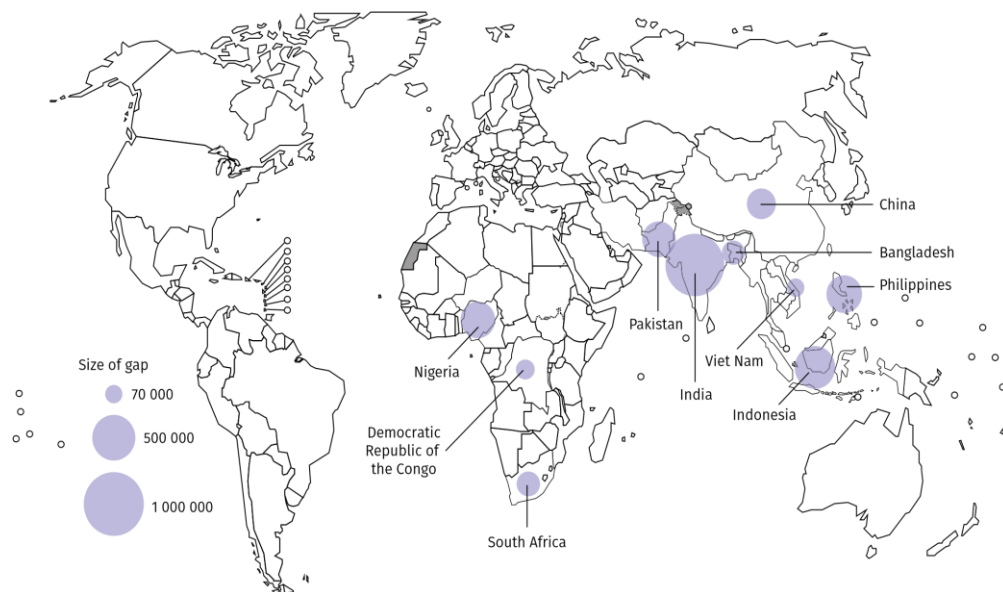 China
Bangladesh
Philippines
Pakistan
Viet Nam
India
Indonesia
Nigeria
Democratic
Republic of
the Congo
South Africa
Size of gap
70 000
500 000
1 000 000